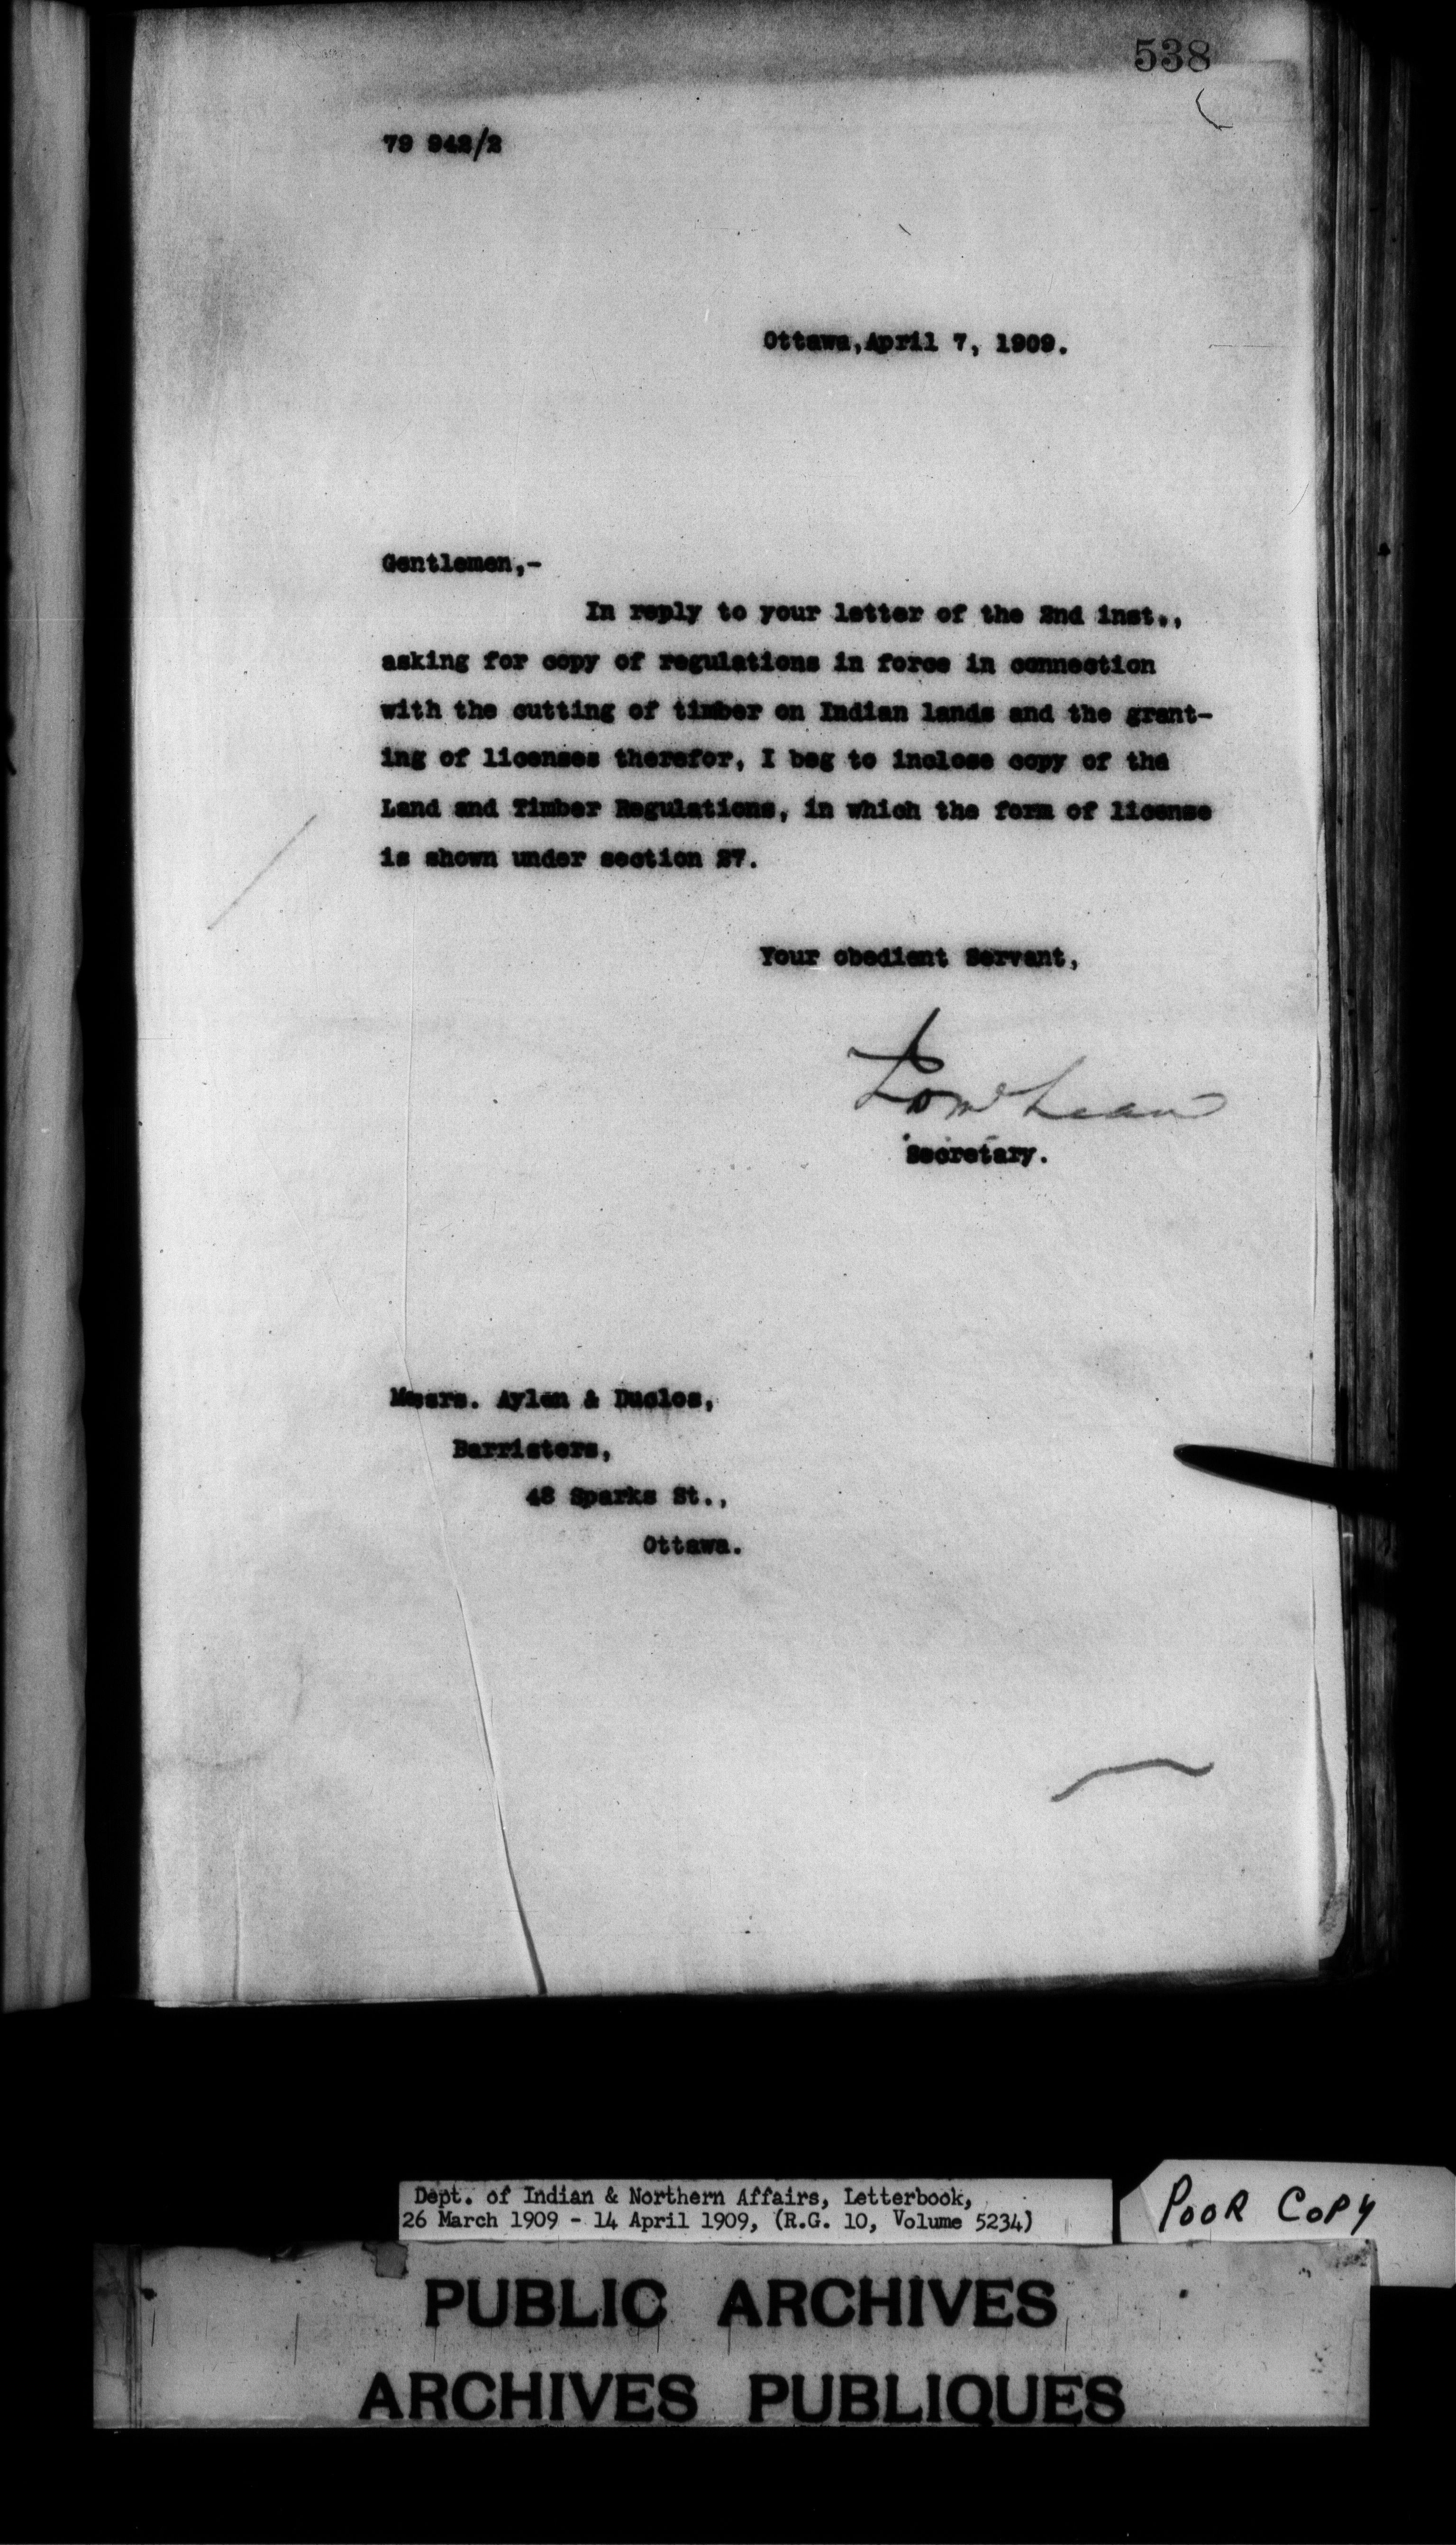 538
79 942/2
Ottawa,April 7, 1909.
Gentlemen,-
In reply to your letter of the 2nd inst.,
asking for copy of regulations in force in connection
with the cutting of timber on Indian lands and the grant-
ing of licenses therefor, I beg to inclose copy of the
Land and Timber Regulations, in which the form of license
is shown under section 27.
Your obedient Servant,
Secretary.
Messrs. Aylen & Duclos,
Barristers,
48 Sparks St.,
Ottawa.
Dept. of Indian & Northern Affairs, Letterbook,
26 March 1909 - 14 April 1909, (R.G. 10, Volume 5234)
POOR COPY
PUBLIC ARCHIVES
ARCHIVES PUBLIQUES